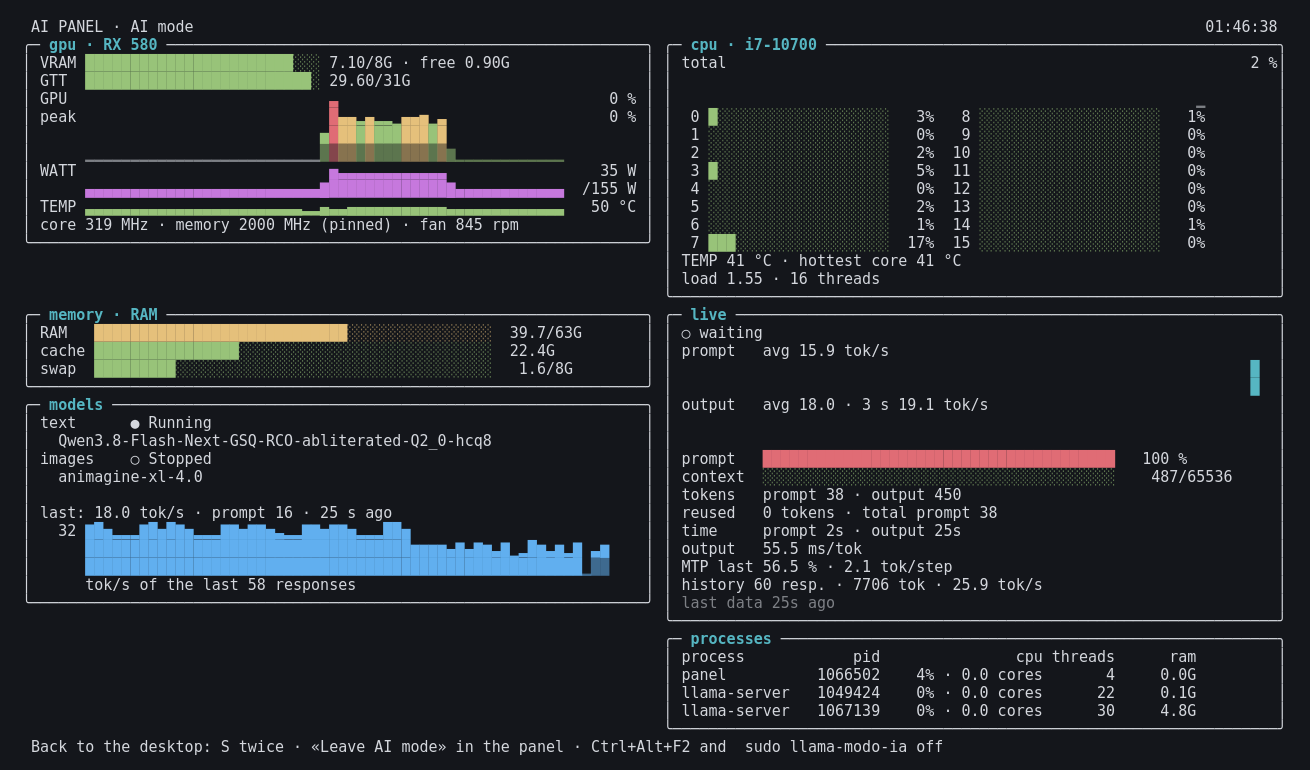 AI PANEL · AI mode 01:46:38
gpu · RX 580
VRAM 7.10/8G · free 0.90G
GTT 29.60/31G
GPU 0 %
peak 0 %
WATT 35 W
/155 W
TEMP 50 °C
core 319 MHz · memory 2000 MHz (pinned) · fan 845 rpm
cpu · i7-10700
total 2 %
0 3% 8 1%
1 0% 9 0%
2 2% 10 0%
3 5% 11 0%
4 0% 12 0%
5 2% 13 0%
6 1% 14 1%
7 17% 15 0%
TEMP 41 °C · hottest core 41 °C
load 1.55 · 16 threads
memory · RAM
RAM 39.7/63G
cache 22.4G
swap 1.6/8G
models
text ● Running
Qwen3.8-Flash-Next-GSQ-RCO-abliterated-Q2_0-hcq8
images ○ Stopped
animagine-xl-4.0
last: 18.0 tok/s · prompt 16 · 25 s ago
32
tok/s of the last 58 responses
live
○ waiting
prompt avg 15.9 tok/s
output avg 18.0 · 3 s 19.1 tok/s
prompt 100 %
context 487/65536
tokens prompt 38 · output 450
reused 0 tokens · total prompt 38
time prompt 2s · output 25s
output 55.5 ms/tok
MTP last 56.5 % · 2.1 tok/step
history 60 resp. · 7706 tok · 25.9 tok/s
last data 25s ago
processes
process pid cpu threads ram
panel 1066502 4% · 0.0 cores 4 0.0G
llama-server 1049424 0% · 0.0 cores 22 0.1G
llama-server 1067139 0% · 0.0 cores 30 4.8G
Back to the desktop: S twice · «Leave AI mode» in the panel · Ctrl+Alt+F2 and sudo llama-modo-ia off